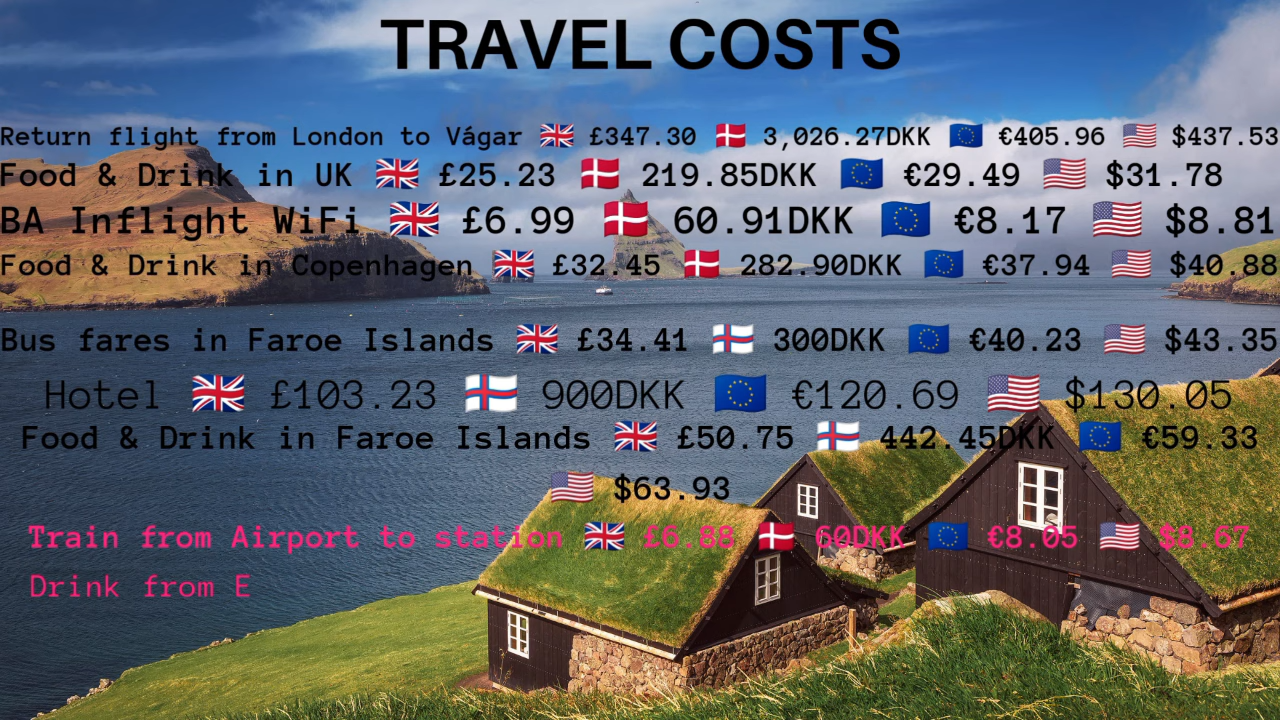 TRAVEL COSTS
Return flight from London to Vágar 🇬🇧 £347.30 🇩🇰 3,026.27DKK 🇪🇺 €405.96 🇺🇸 $437.53
Food & Drink in UK 🇬🇧 £25.23 🇩🇰 219.85DKK 🇪🇺 €29.49 🇺🇸 $31.78
BA Inflight WiFi 🇬🇧 £6.99 🇩🇰 60.91DKK 🇪🇺 €8.17 🇺🇸 $8.81
Food & Drink in Copenhagen 🇬🇧 £32.45 🇩🇰 282.90DKK 🇪🇺 €37.94 🇺🇸 $40.88
Bus fares in Faroe Islands 🇬🇧 £34.41 🇫🇴 300DKK 🇪🇺 €40.23 🇺🇸 $43.35
Hotel 🇬🇧 £103.23 🇫🇴 900DKK 🇪🇺 €120.69 🇺🇸 $130.05
Food & Drink in Faroe Islands 🇬🇧 £50.75 🇫🇴 442.45DKK 🇪🇺 €59.33
🇺🇸 $63.93
Train from Airport to station 🇬🇧 £6.88 🇩🇰 60DKK 🇪🇺 €8.05 🇺🇸 $8.67
Drink from E